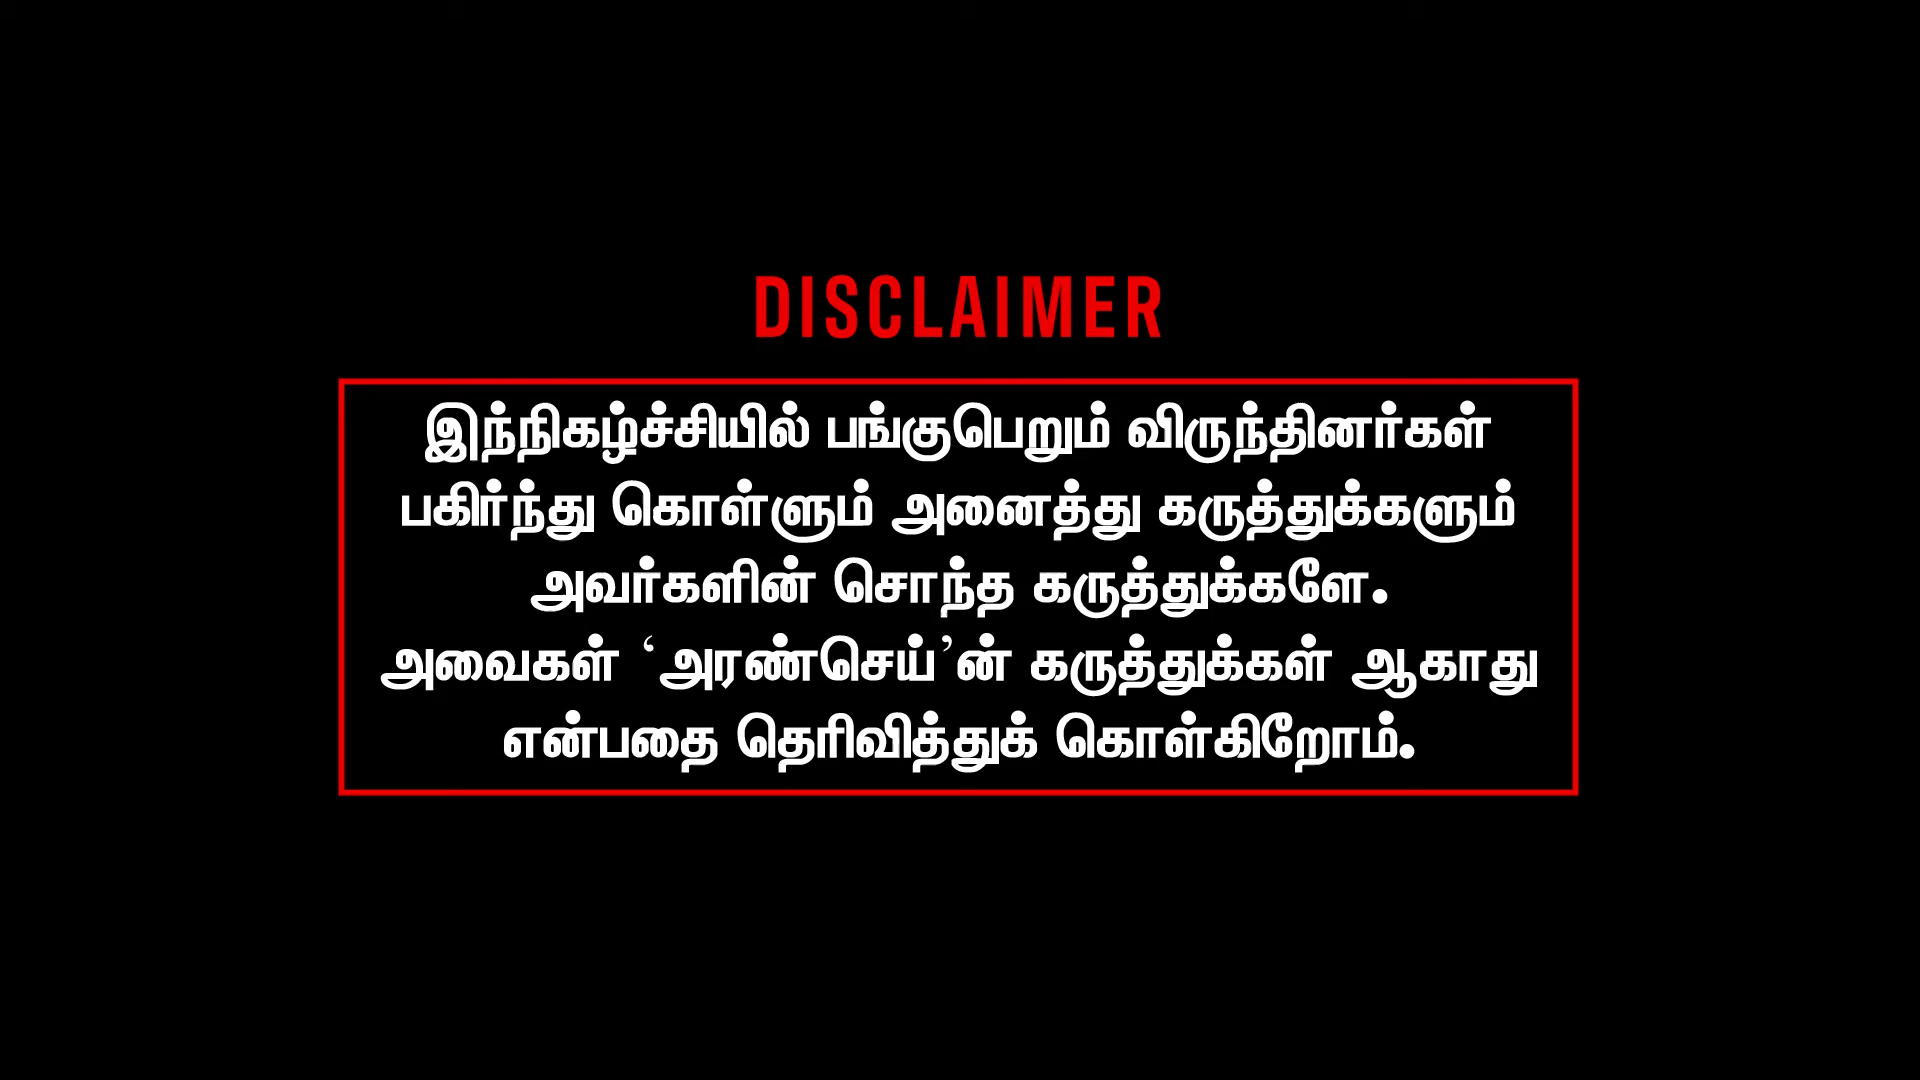 DISCLAIMER
இந்நிகழ்ச்சியில் பங்குபெறும் விருந்தினர்கள்
பகிர்ந்து கொள்ளும் அனைத்து கருத்துக்களும்
அவர்களின் சொந்த கருத்துக்களே.
அவைகள் ‘அரண்செய்’ன் கருத்துக்கள் ஆகாது
என்பதை தெரிவித்துக் கொள்கிறோம்.